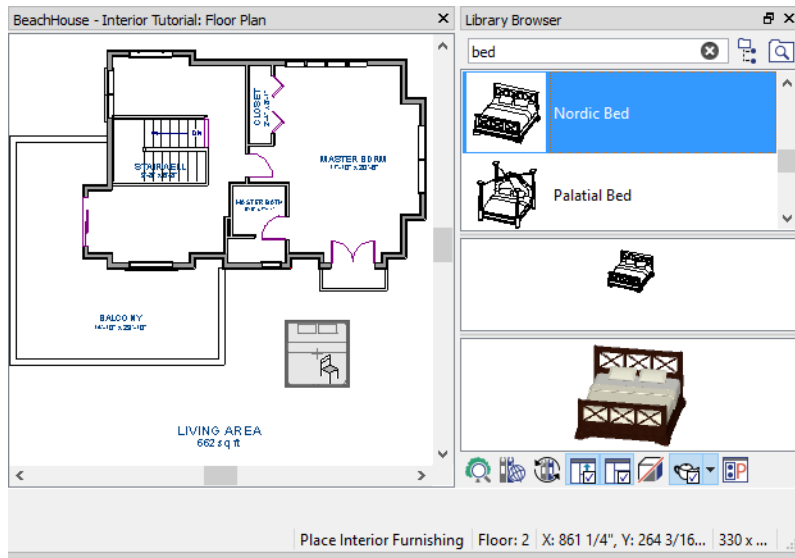 BeachHouse - Interior Tutorial: Floor Plan
Library Browser
bed
Nordic Bed
Palatial Bed
CLOSET
MASTER BDRM
STAIRWELL
DN
MASTER BATH
BALCONY
LIVING AREA
662 sq ft
P
Place Interior Furnishing
Floor: 2
X: 861 1/4", Y: 264 3/16...
330 x ...